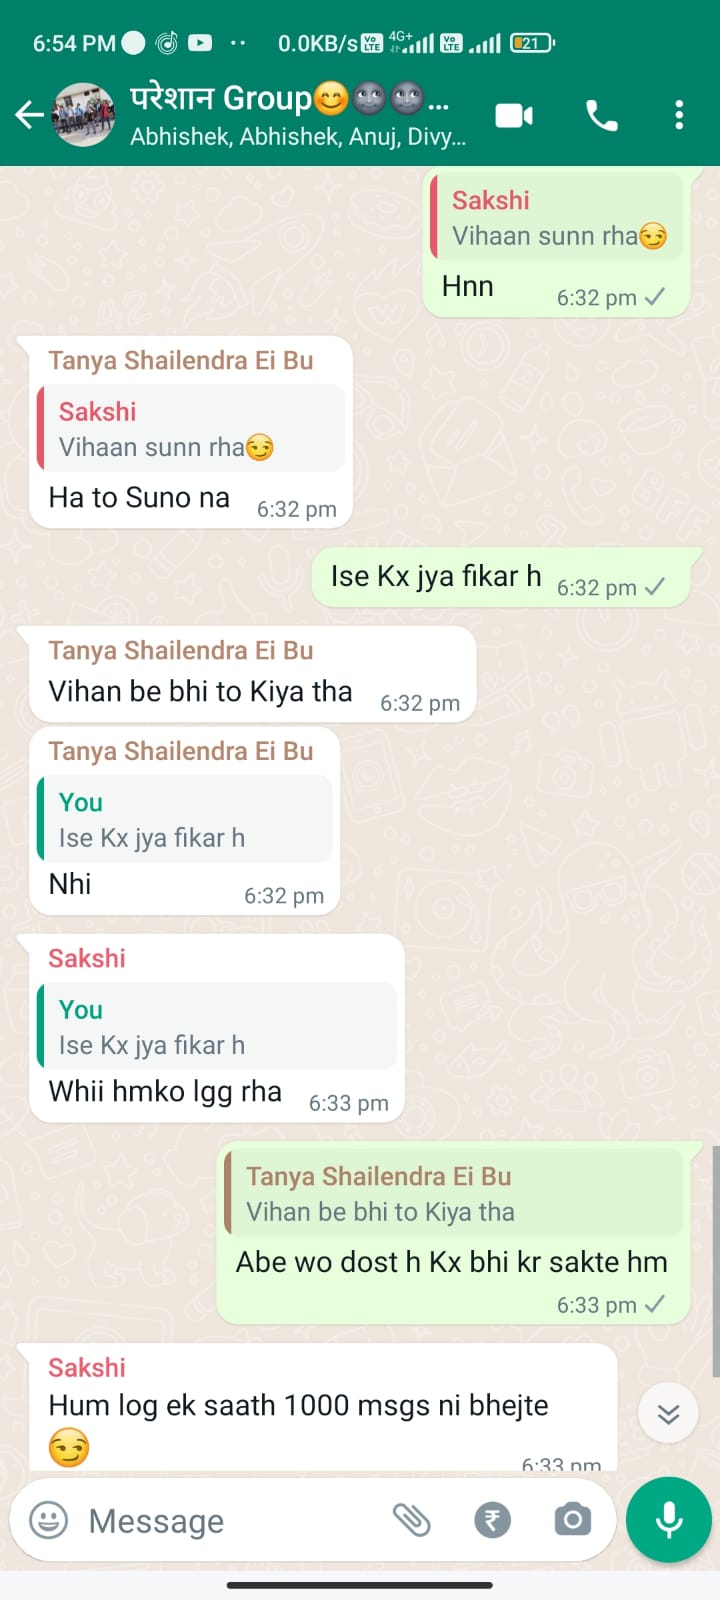 6:54 PM 0.0KB/s Vo LTE 4G+ Vo LTE 21
परेशान Group😊🌚🌚...
Abhishek, Abhishek, Anuj, Divy...
Sakshi
Vihaan sunn rha😏
Hnn 6:32 pm
Tanya Shailendra Ei Bu
Sakshi
Vihaan sunn rha😏
Ha to Suno na 6:32 pm
Ise Kx jya fikar h 6:32 pm
Tanya Shailendra Ei Bu
Vihan be bhi to Kiya tha 6:32 pm
Tanya Shailendra Ei Bu
You
Ise Kx jya fikar h
Nhi 6:32 pm
Sakshi
You
Ise Kx jya fikar h
Whii hmko lgg rha 6:33 pm
Tanya Shailendra Ei Bu
Vihan be bhi to Kiya tha
Abe wo dost h Kx bhi kr sakte hm
6:33 pm
Sakshi
Hum log ek saath 1000 msgs ni bhejte
😏
6:33 pm
Message